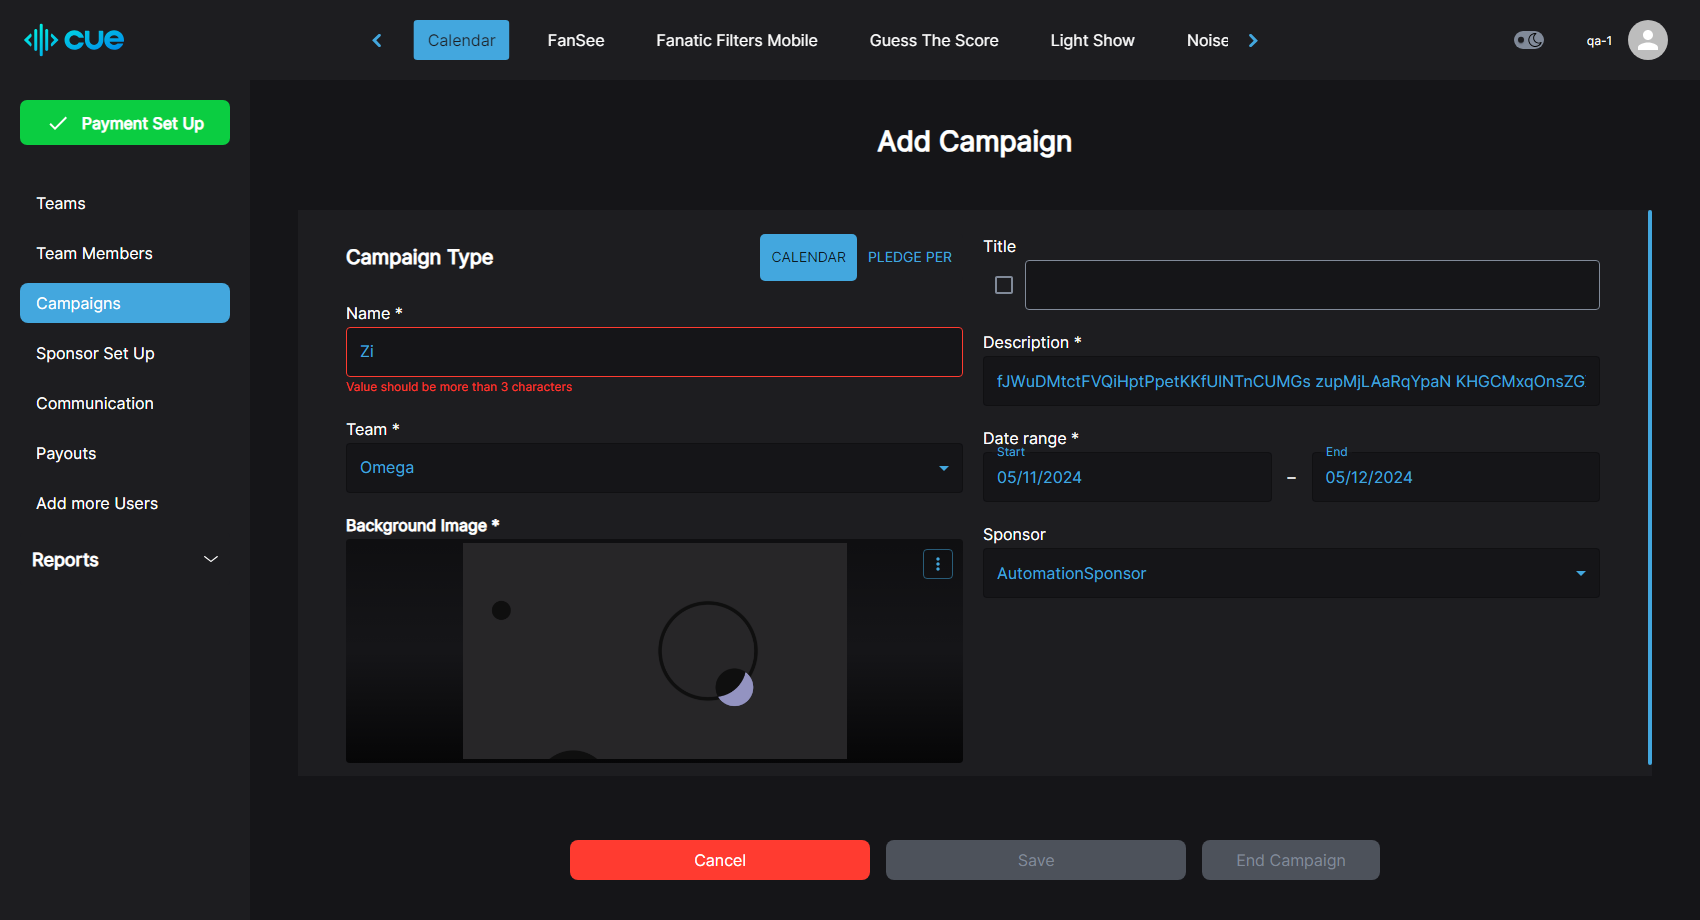 cue
Calendar
FanSee
Fanatic Filters Mobile
Guess The Score
Light Show
Noise
qa-1
Payment Set Up
Teams
Team Members
Campaigns
Sponsor Set Up
Communication
Payouts
Add more Users
Reports
Add Campaign
Campaign Type
CALENDAR
PLEDGE PER
Name *
Zi
Value should be more than 3 characters
Team *
Omega
Background Image *
Title
Description *
fJWuDMtctFVQiHptPpetKKfUlNTnCUMGs zupMjLAaRqYpaN KHGCMxqOnsZG
Date range *
Start
05/11/2024
–
End
05/12/2024
Sponsor
AutomationSponsor
Cancel
Save
End Campaign